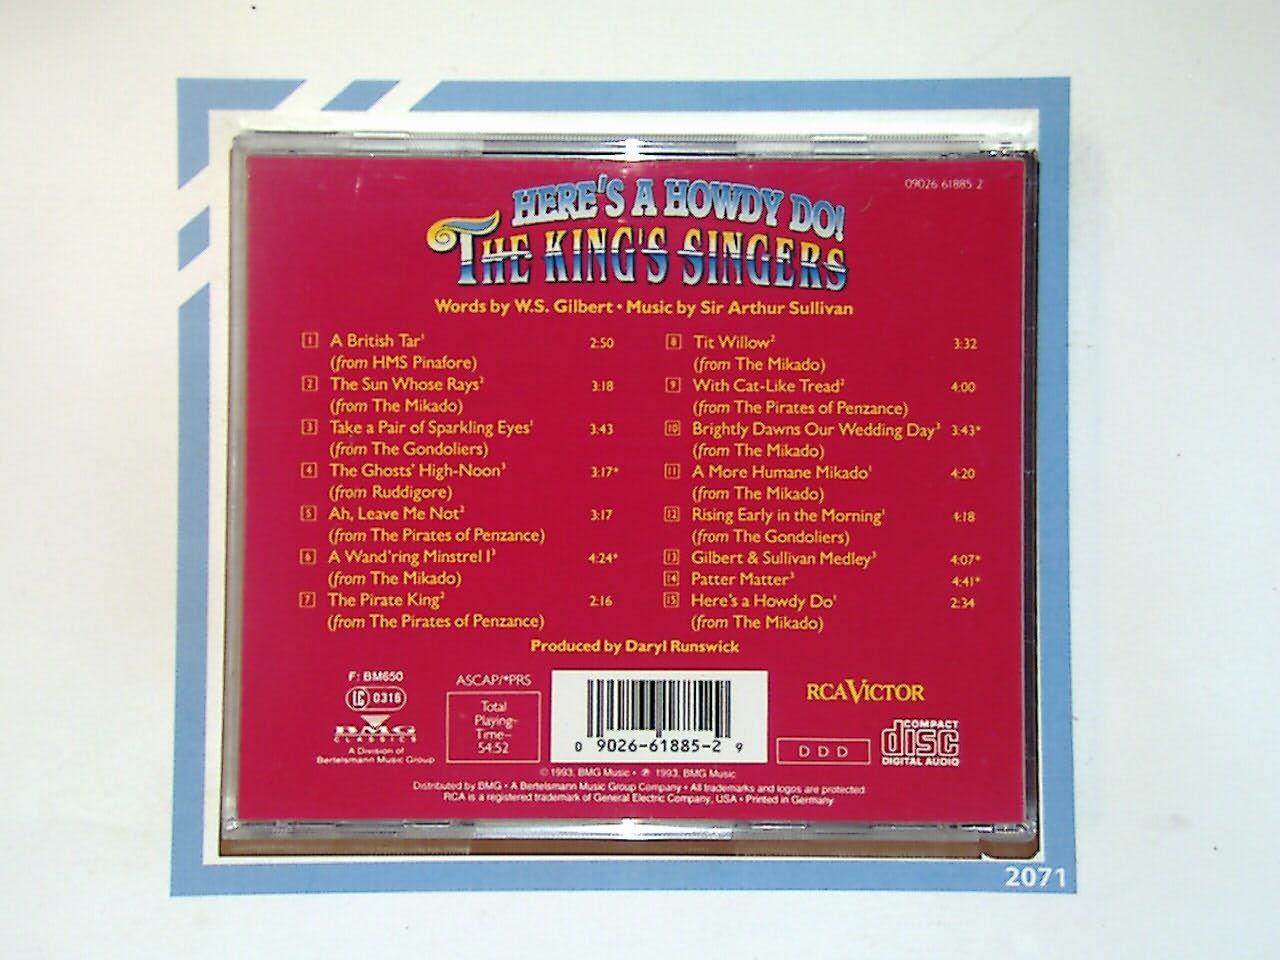 09026 61885 2
HERE'S A HOWDY DO!
THE KING'S SINGERS
Words by W.S. Gilbert • Music by Sir Arthur Sullivan
1 A British Tar¹ 2:50
(from HMS Pinafore)
2 The Sun Whose Rays² 3:18
(from The Mikado)
3 Take a Pair of Sparkling Eyes¹ 3:43
(from The Gondoliers)
4 The Ghosts' High-Noon³ 3:17*
(from Ruddigore)
5 Ah, Leave Me Not² 3:17
(from The Pirates of Penzance)
6 A Wand'ring Minstrel I³ 4:24*
(from The Mikado)
7 The Pirate King² 2:16
(from The Pirates of Penzance)
8 Tit Willow² 3:32
(from The Mikado)
9 With Cat-Like Tread² 4:00
(from The Pirates of Penzance)
10 Brightly Dawns Our Wedding Day³ 3:43*
(from The Mikado)
11 A More Humane Mikado¹ 4:20
(from The Mikado)
12 Rising Early in the Morning¹ 4:18
(from The Gondoliers)
13 Gilbert & Sullivan Medley³ 4:07*
14 Patter Matter³ 4:41*
15 Here's a Howdy Do¹ 2:34
(from The Mikado)
Produced by Daryl Runswick
F: BM650
LC 0316
BMG
CLASSICS
A Division of
Bertelsmann Music Group
ASCAP/*PRS
Total
Playing-
Time–
54:52
0 9026-61885-2 9
RCA VICTOR
D D D
COMPACT
disc
DIGITAL AUDIO
© 1993, BMG Music • ℗ 1993, BMG Music
Distributed by BMG • A Bertelsmann Music Group Company • All trademarks and logos are protected
RCA is a registered trademark of General Electric Company, USA • Printed in Germany
2071